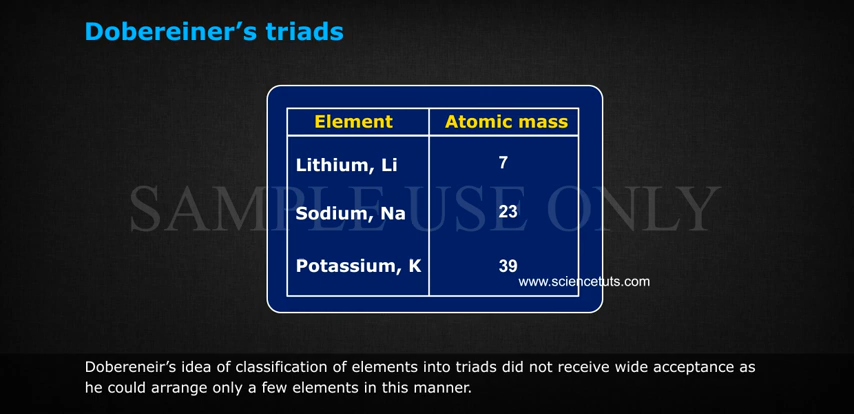 Dobereiner’s triads
Element Atomic mass
Lithium, Li 7
SAMPLE USE ONLY
Sodium, Na 23
Potassium, K 39
www.sciencetuts.com
Dobereneir’s idea of classification of elements into triads did not receive wide acceptance as
he could arrange only a few elements in this manner.